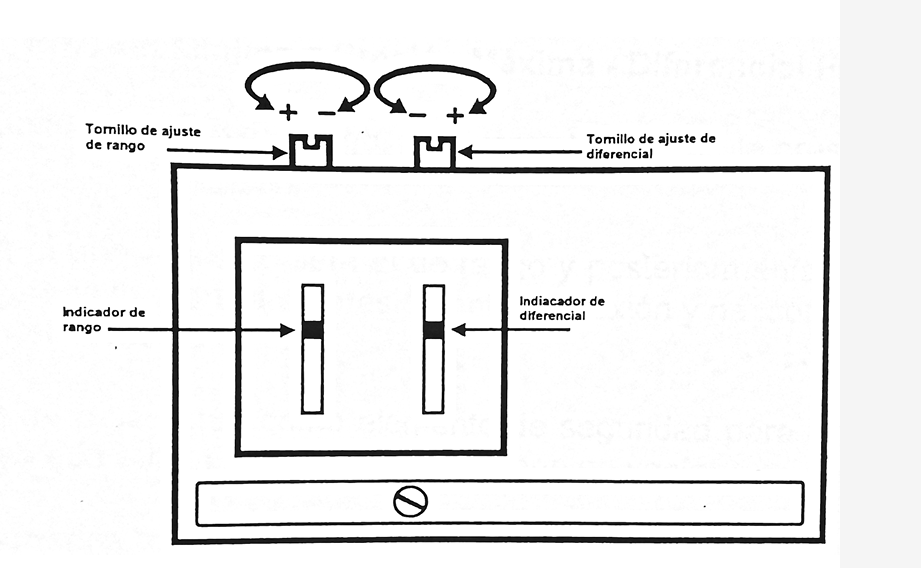 + − − +
Tornillo de ajuste
de rango
Tornillo de ajuste de
diferencial
Indicador de
rango
Indiacador de
diferencial